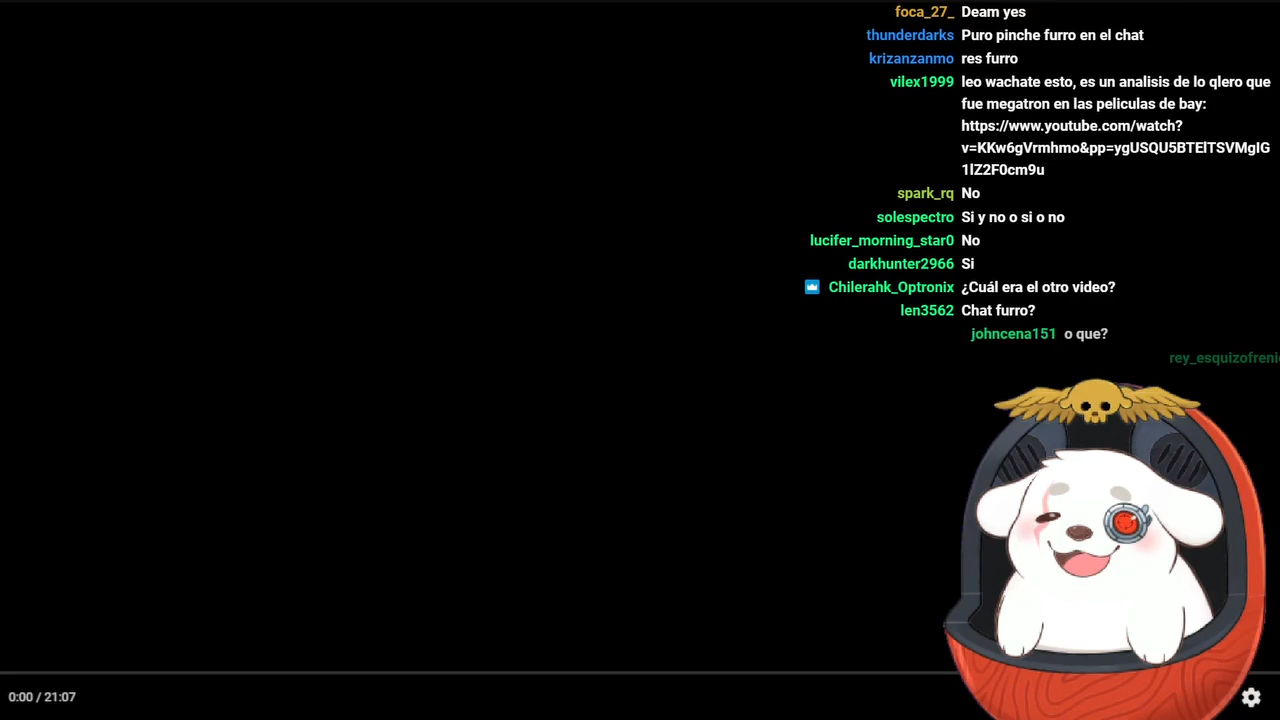 foca_27_ Deam yes
thunderdarks Puro pinche furro en el chat
krizanzanmo res furro
vilex1999 leo wachate esto, es un analisis de lo qlero que
fue megatron en las peliculas de bay:
https://www.youtube.com/watch?
v=KKw6gVrmhmo&pp=ygUSQU5BTElTSVMgIG
1lZ2F0cm9u
spark_rq No
solespectro Si y no o si o no
lucifer_morning_star0 No
darkhunter2966 Si
Chilerahk_Optronix ¿Cuál era el otro video?
len3562 Chat furro?
johncena151 o que?
rey_esquizofreni
0:00 / 21:07